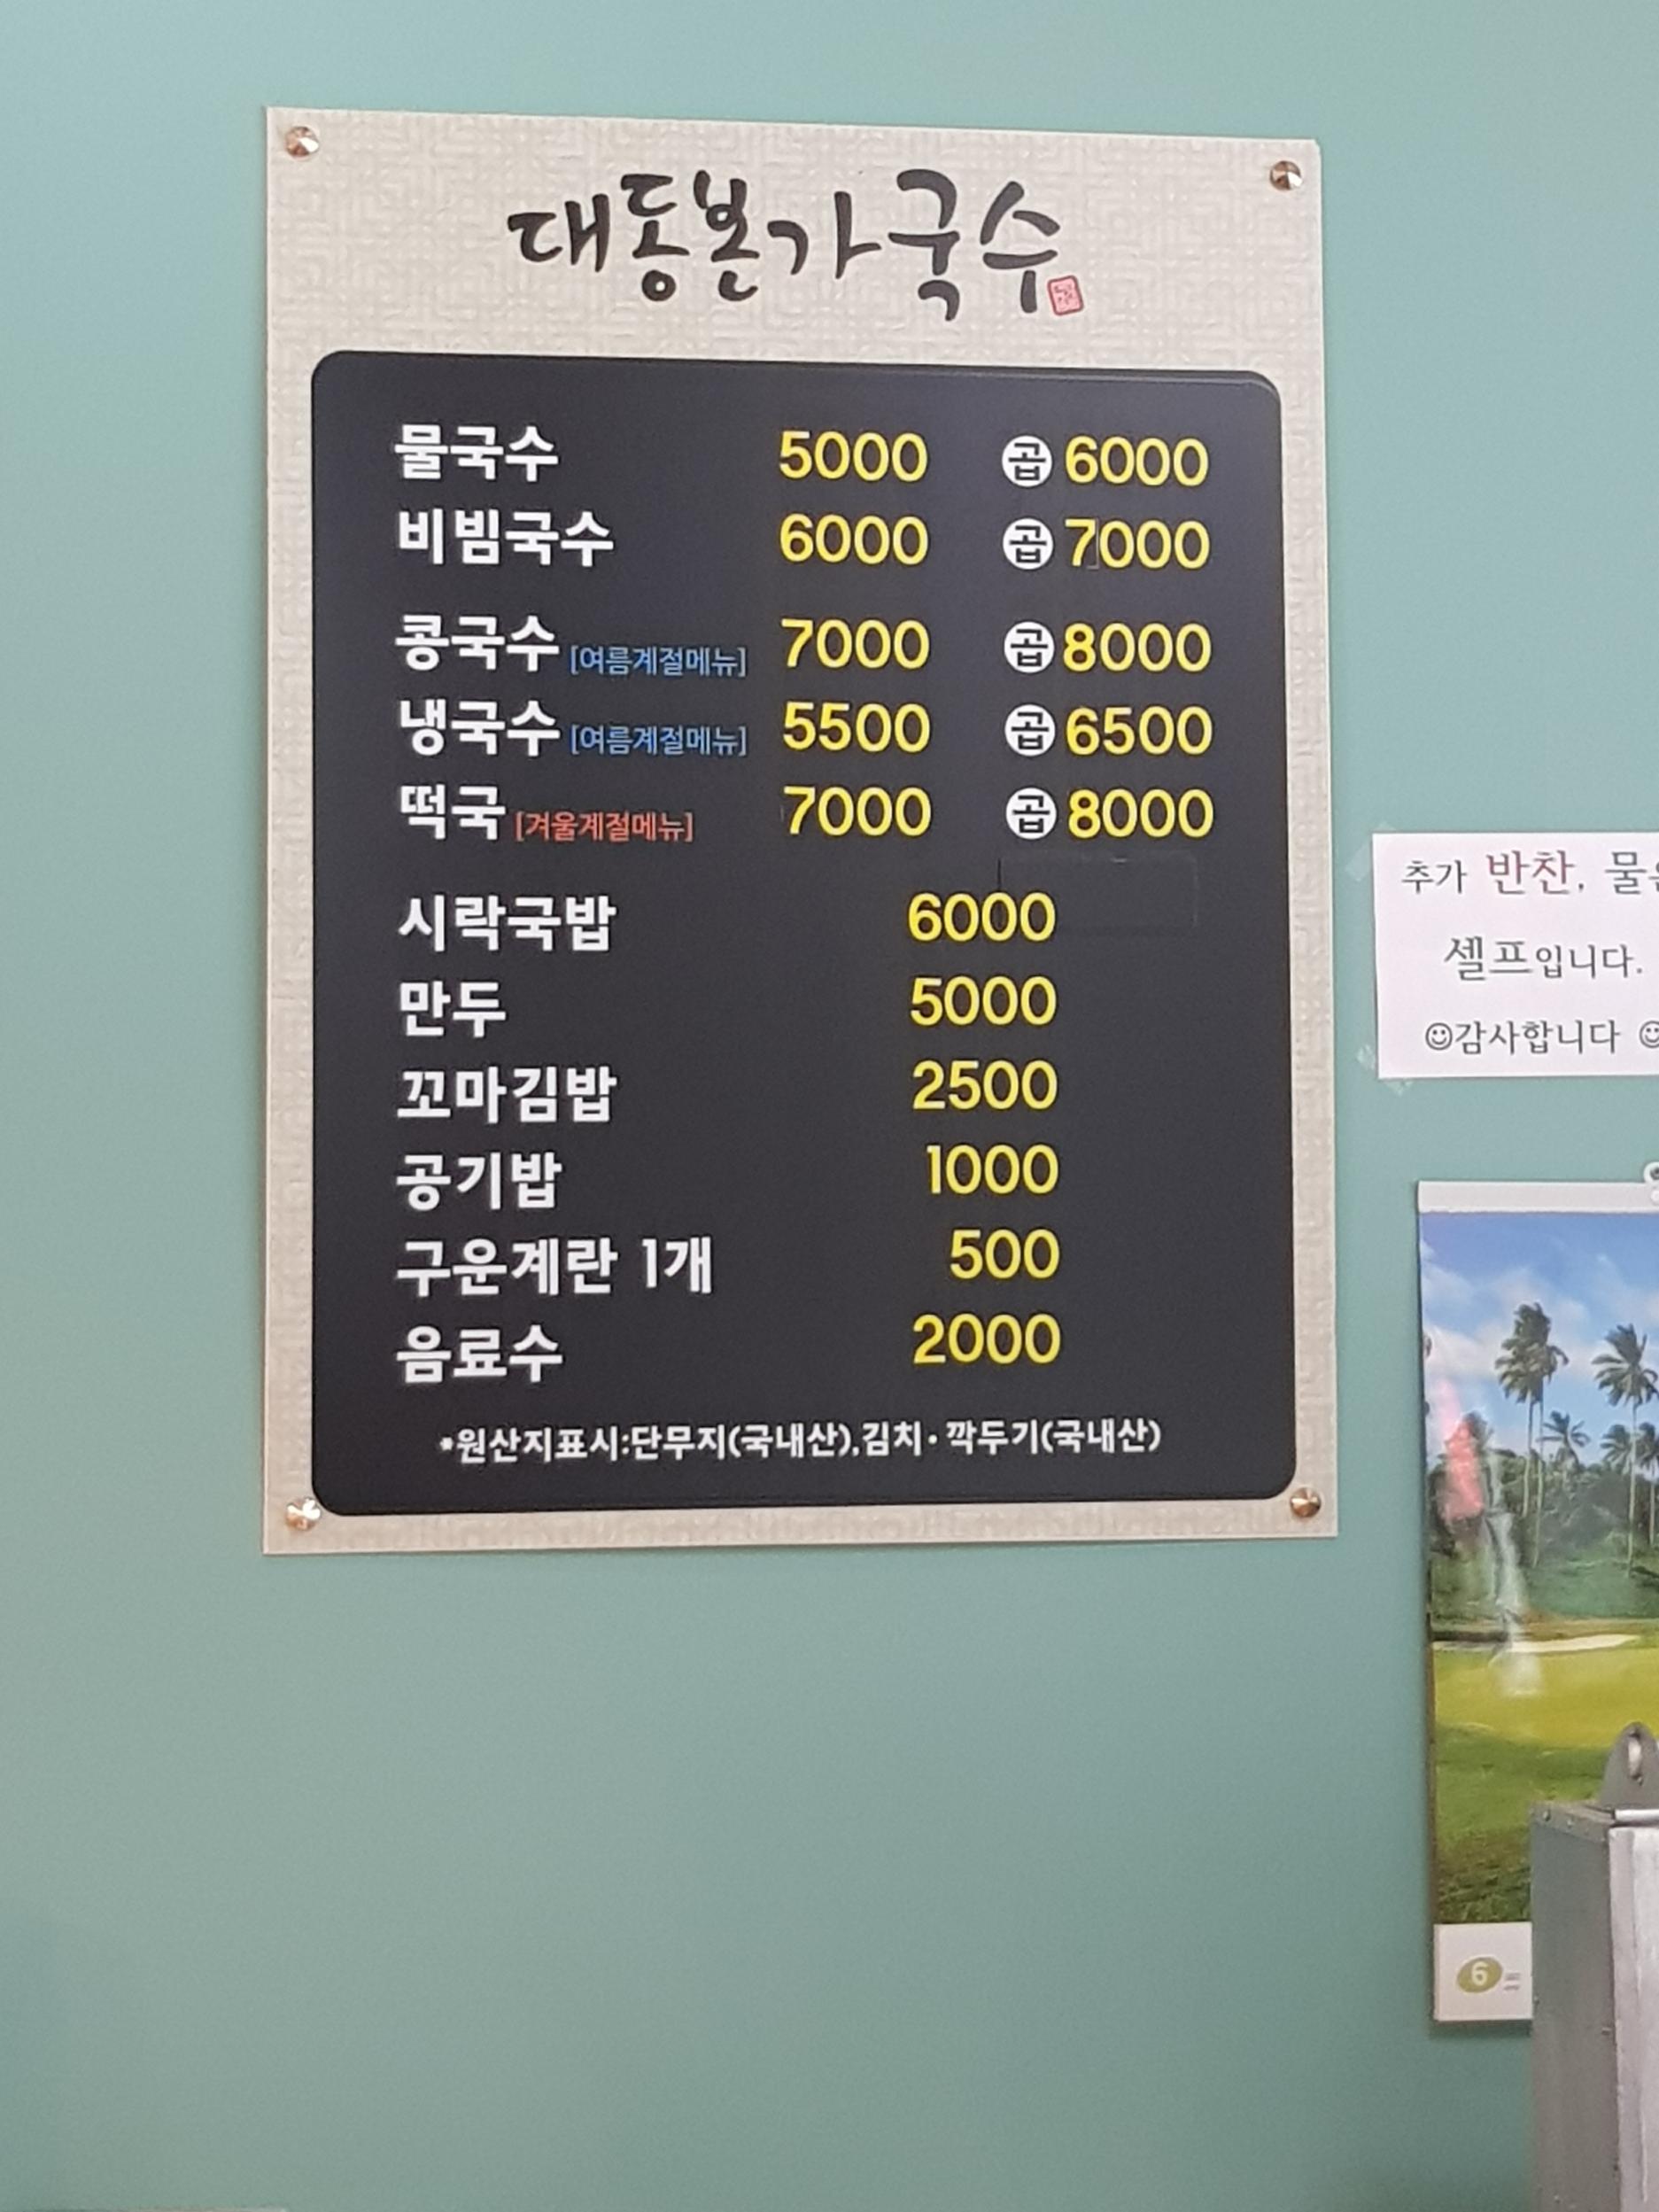 대동본가국수
물국수 5000 곱 6000
비빔국수 6000 곱 7000
콩국수 [여름계절메뉴] 7000 곱 8000
냉국수 [여름계절메뉴] 5500 곱 6500
떡국 [겨울계절메뉴] 7000 곱 8000
시락국밥 6000
만두 5000
꼬마김밥 2500
공기밥 1000
구운계란 1개 500
음료수 2000
*원산지표시:단무지(국내산),김치·깍두기(국내산)
추가 반찬, 물은
셀프입니다.
☺감사합니다 ☺
6